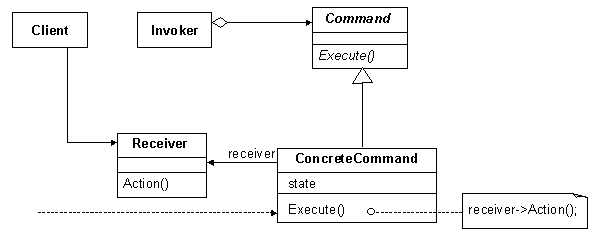 Client
Invoker
Command
Execute()
Receiver
Action()
receiver
ConcreteCommand
state
Execute()
receiver->Action();